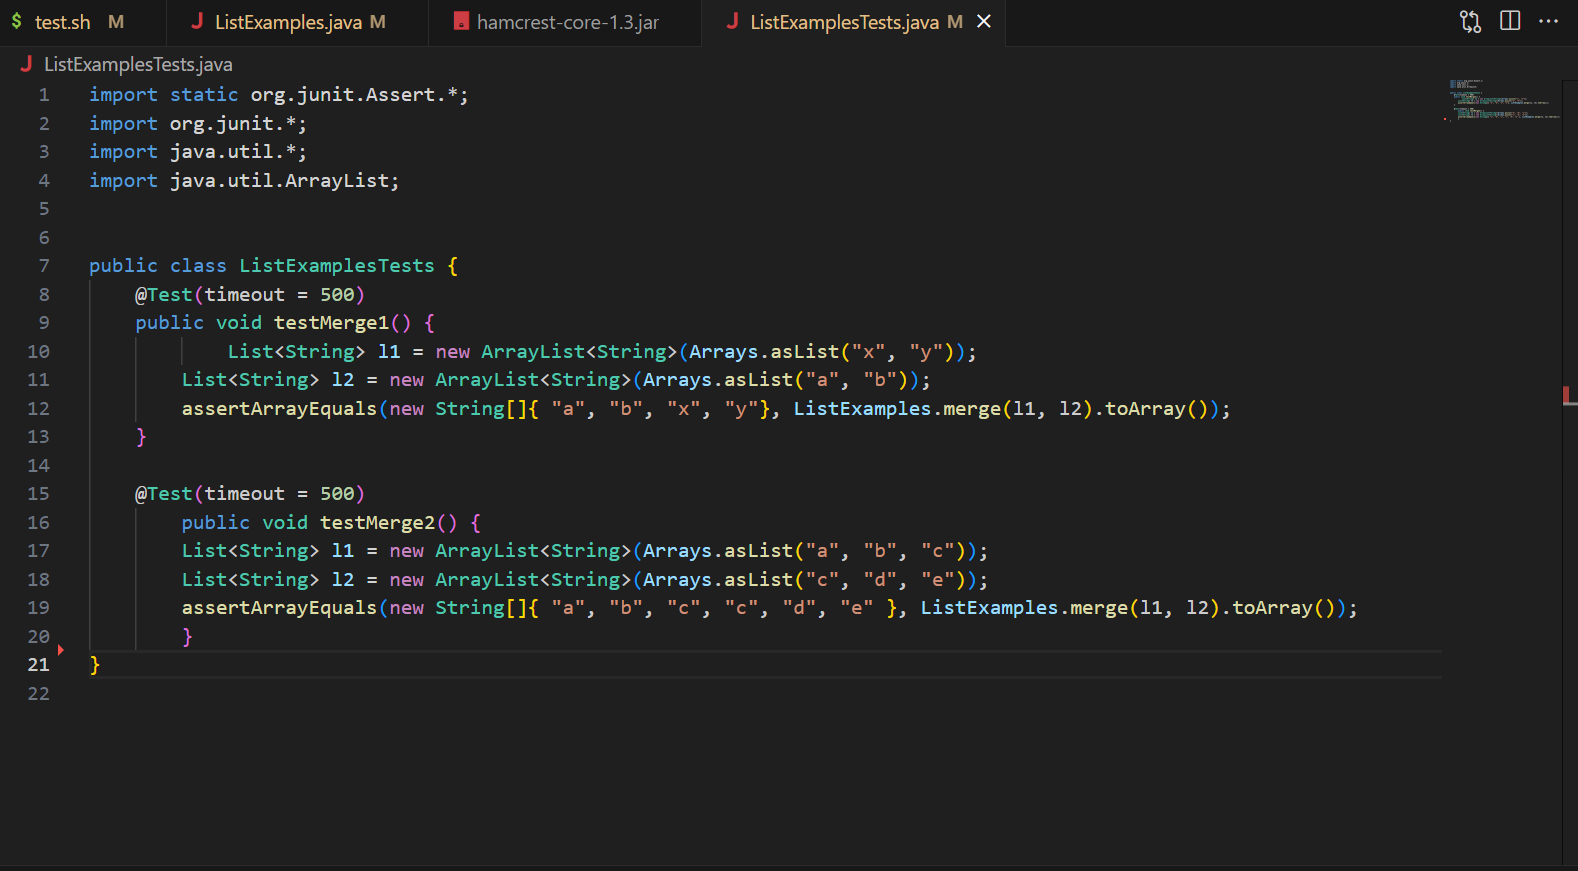 $ test.sh M J ListExamples.java M hamcrest-core-1.3.jar J ListExamplesTests.java M
J ListExamplesTests.java
1 import static org.junit.Assert.*;
2 import org.junit.*;
3 import java.util.*;
4 import java.util.ArrayList;
5
6
7 public class ListExamplesTests {
8 @Test(timeout = 500)
9 public void testMerge1() {
10 List<String> l1 = new ArrayList<String>(Arrays.asList("x", "y"));
11 List<String> l2 = new ArrayList<String>(Arrays.asList("a", "b"));
12 assertArrayEquals(new String[]{ "a", "b", "x", "y"}, ListExamples.merge(l1, l2).toArray());
13 }
14
15 @Test(timeout = 500)
16 public void testMerge2() {
17 List<String> l1 = new ArrayList<String>(Arrays.asList("a", "b", "c"));
18 List<String> l2 = new ArrayList<String>(Arrays.asList("c", "d", "e"));
19 assertArrayEquals(new String[]{ "a", "b", "c", "c", "d", "e" }, ListExamples.merge(l1, l2).toArray());
20 }
21 }
22